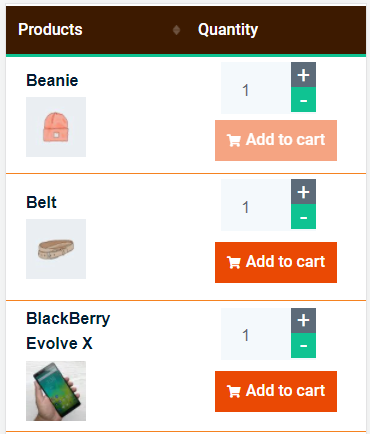 Products Quantity
Beanie
1 + -
Add to cart
Belt
1 + -
Add to cart
BlackBerry
Evolve X
1 + -
Add to cart